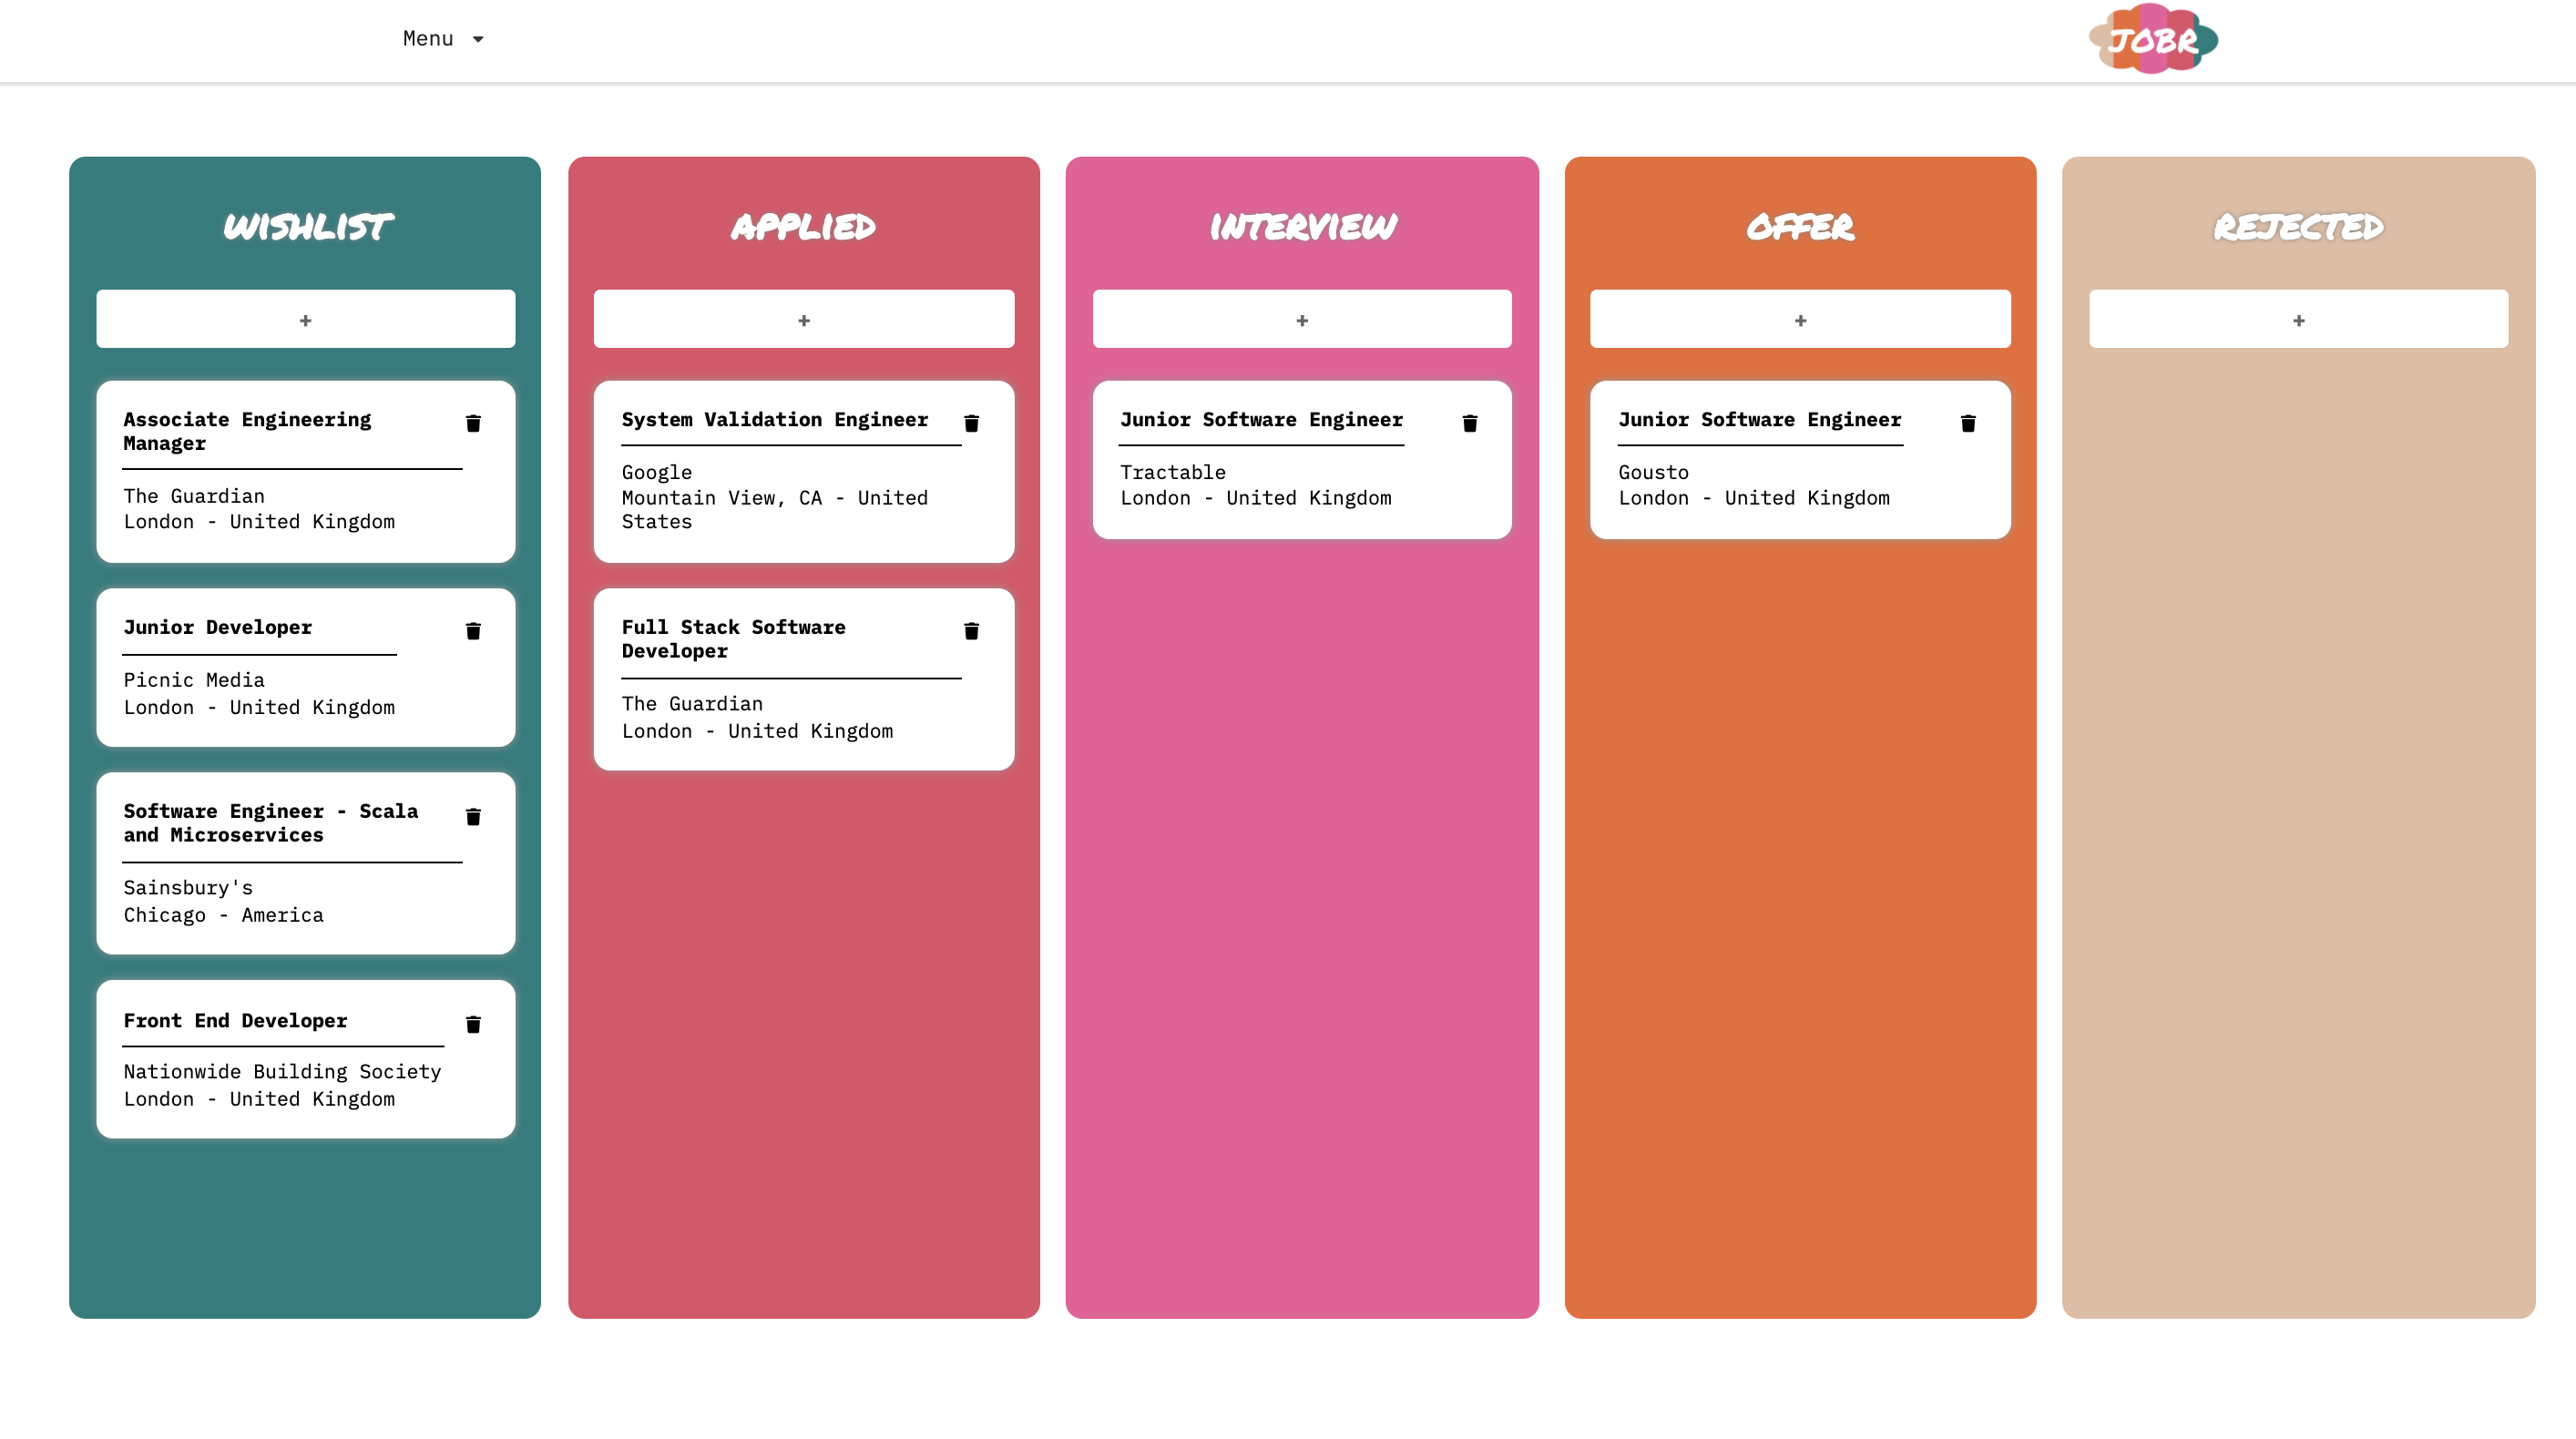 Menu
JOBR
WISHLIST
+
Associate Engineering
Manager
The Guardian
London - United Kingdom
Junior Developer
Picnic Media
London - United Kingdom
Software Engineer - Scala
and Microservices
Sainsbury's
Chicago - America
Front End Developer
Nationwide Building Society
London - United Kingdom
APPLIED
+
System Validation Engineer
Google
Mountain View, CA - United
States
Full Stack Software
Developer
The Guardian
London - United Kingdom
INTERVIEW
+
Junior Software Engineer
Tractable
London - United Kingdom
OFFER
+
Junior Software Engineer
Gousto
London - United Kingdom
REJECTED
+